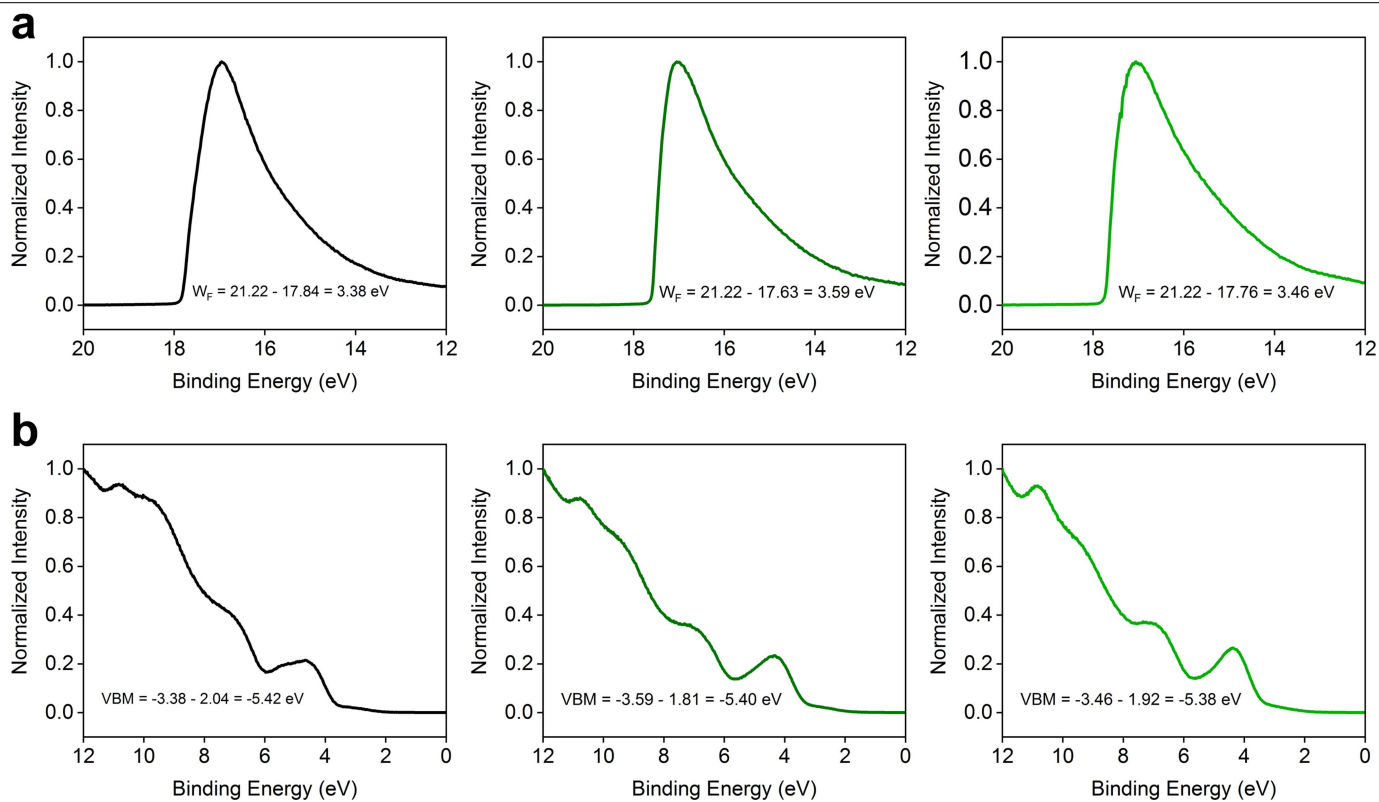 a
Normalized Intensity
1.0
0.8
0.6
0.4
0.2
0.0
W_F = 21.22 - 17.84 = 3.38 eV
20 18 16 14 12
Binding Energy (eV)
Normalized Intensity
1.0
0.8
0.6
0.4
0.2
0.0
W_F = 21.22 - 17.63 = 3.59 eV
20 18 16 14 12
Binding Energy (eV)
Normalized Intensity
1.0
0.8
0.6
0.4
0.2
0.0
W_F = 21.22 - 17.76 = 3.46 eV
20 18 16 14 12
Binding Energy (eV)
b
Normalized Intensity
1.0
0.8
0.6
0.4
0.2
0.0
VBM = -3.38 - 2.04 = -5.42 eV
12 10 8 6 4 2 0
Binding Energy (eV)
Normalized Intensity
1.0
0.8
0.6
0.4
0.2
0.0
VBM = -3.59 - 1.81 = -5.40 eV
12 10 8 6 4 2 0
Binding Energy (eV)
Normalized Intensity
1.0
0.8
0.6
0.4
0.2
0.0
VBM = -3.46 - 1.92 = -5.38 eV
12 10 8 6 4 2 0
Binding Energy (eV)